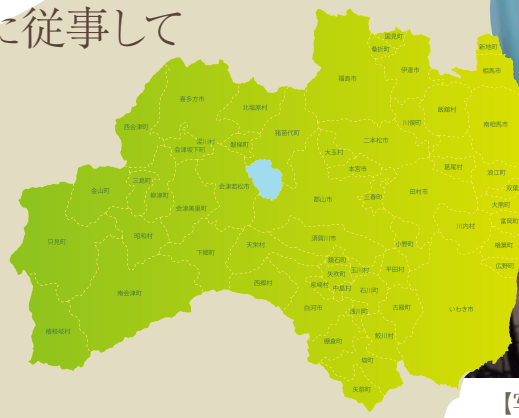 に従事して
国見町
桑折町
新地町
伊達市
相馬市
福島市
喜多方市
北塩原村
飯舘村
西会津町
猪苗代町
川俣町
南相馬市
湯川村
磐梯町
会津坂下町
二本松市
大玉村
本宮市
葛尾村
浪江町
三島町
柳津町
金山町
会津若松市
郡山市
三春町
田村市
双葉
大熊町
会津美里町
富岡町
川内村
只見町
昭和村
天栄村
須賀川市
小野町
楢葉町
下郷町
鏡石町
広野町
矢吹町
玉川村
平田村
西郷村
泉崎村
中島村
石川町
南会津町
白河市
浅川町
古殿町
いわき市
檜枝岐村
棚倉町
鮫川村
塙町
矢祭町